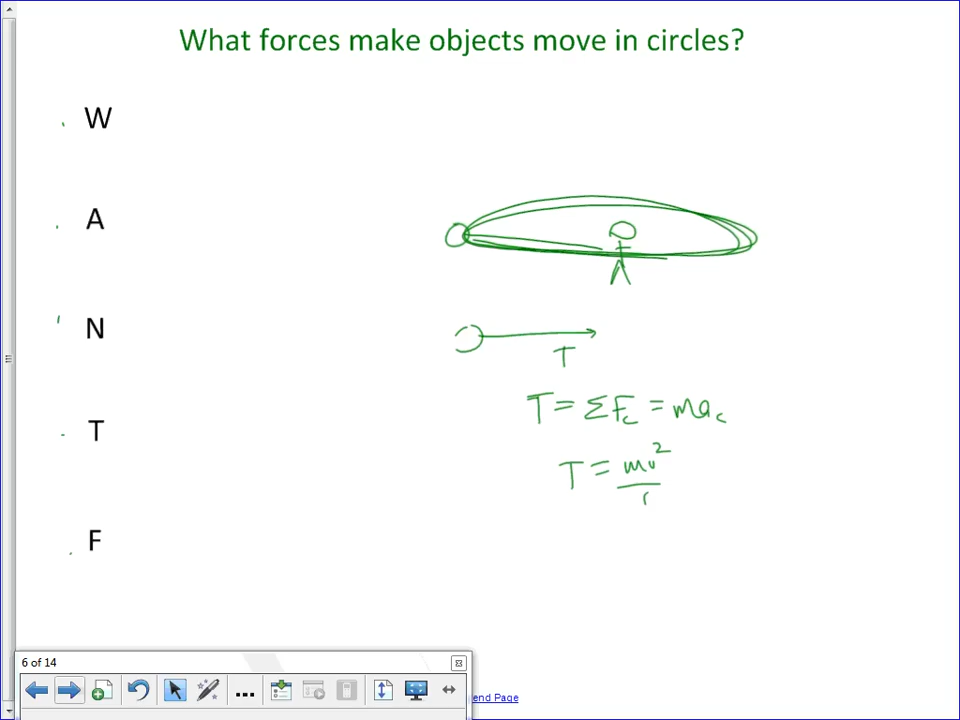 What forces make objects move in circles?
W
A
N
T
T = ΣFc = mac
T = mv²/r
T
F
6 of 14
end Page